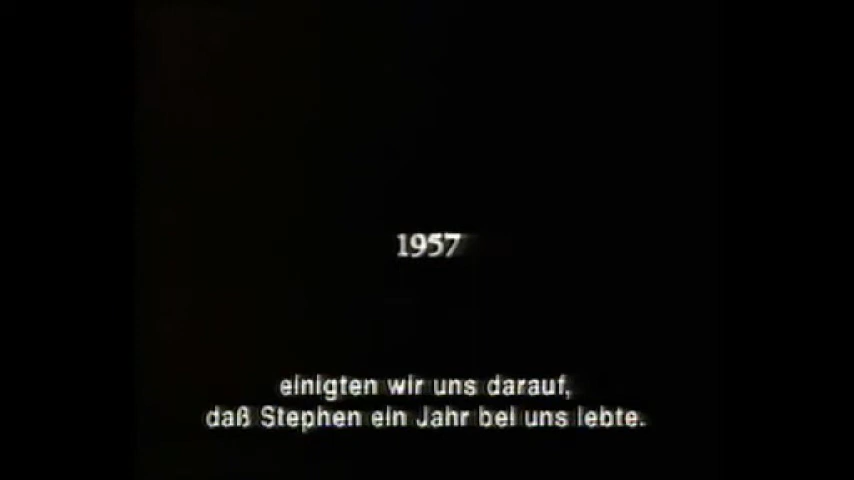 1957
einigten wir uns darauf,
daß Stephen ein Jahr bei uns lebte.